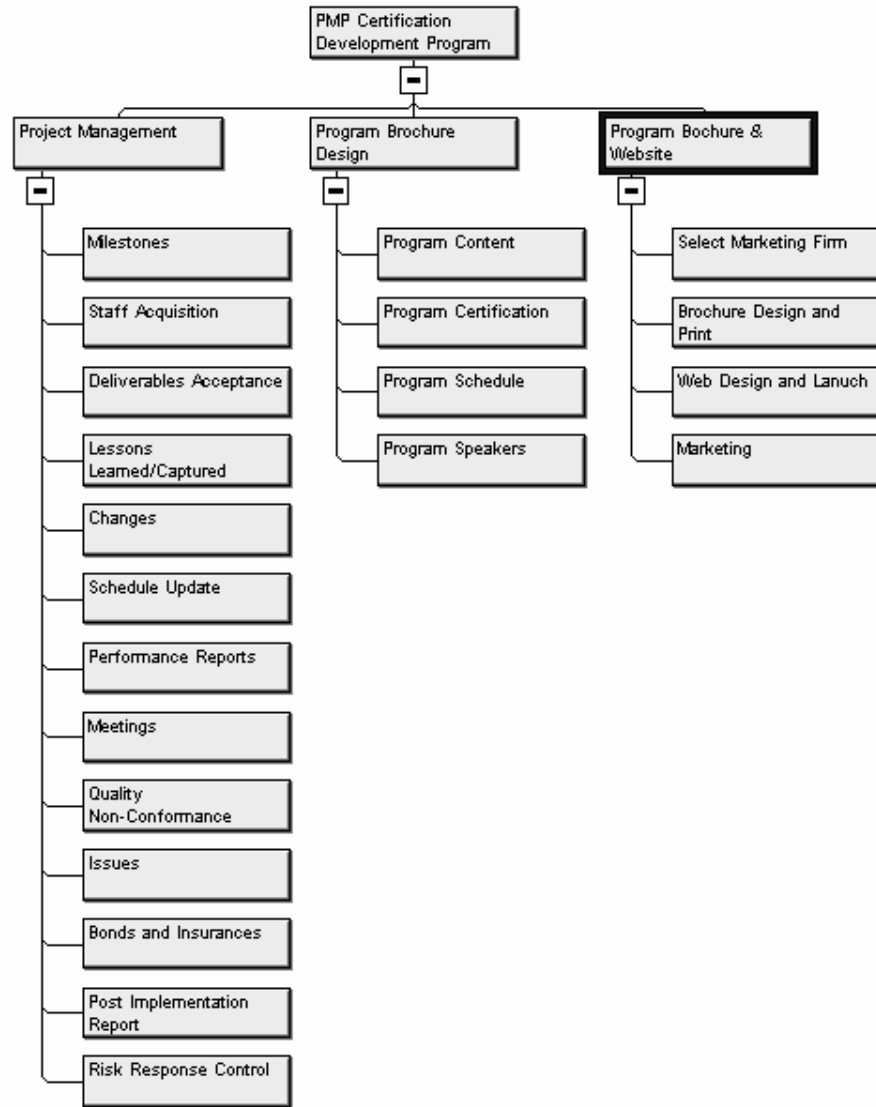 PMP Certification
Development Program
Project Management
Program Brochure
Design
Program Bochure &
Website
Milestones
Staff Acquisition
Deliverables Acceptance
Lessons
Learned/Captured
Changes
Schedule Update
Performance Reports
Meetings
Quality
Non-Conformance
Issues
Bonds and Insurances
Post Implementation
Report
Risk Response Control
Program Content
Program Certification
Program Schedule
Program Speakers
Select Marketing Firm
Brochure Design and
Print
Web Design and Lanuch
Marketing